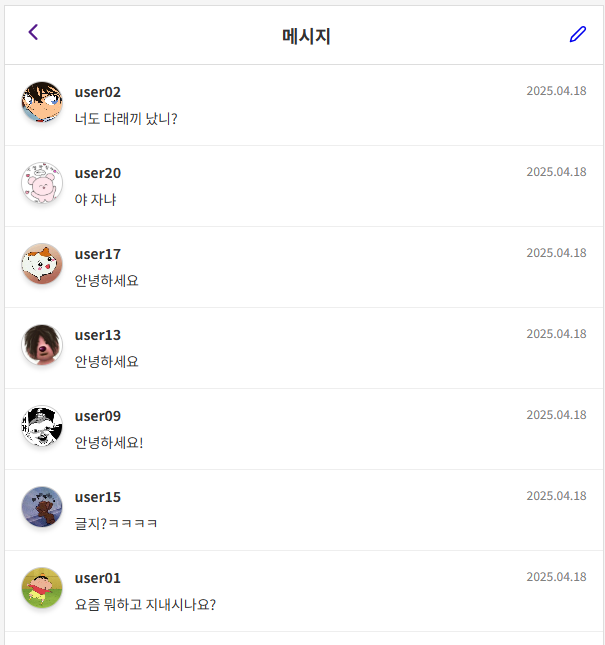 메시지
user02 2025.04.18
너도 다래끼 났니?
user20 2025.04.18
야 자냐
user17 2025.04.18
안녕하세요
user13 2025.04.18
안녕하세요
user09 2025.04.18
안녕하세요!
user15 2025.04.18
글지?ㅋㅋㅋㅋ
user01 2025.04.18
요즘 뭐하고 지내시나요?